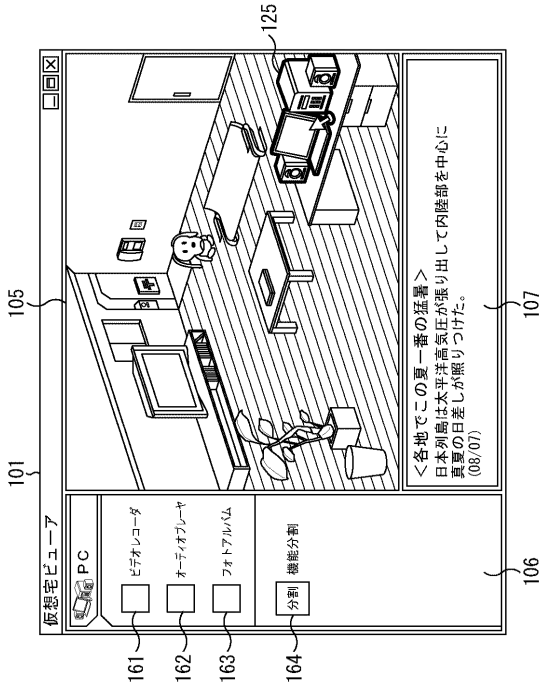 101
105
仮想宅ビューア
PC
161
ビデオレコーダ
162
オーディオプレーヤ
163
フォトアルバム
164
分割
機能分割
125
＜各地でこの夏一番の猛暑＞
日本列島は太平洋高気圧が張り出して内陸部を中心に
真夏の日差しが照りつけた。
(08/07)
106
107